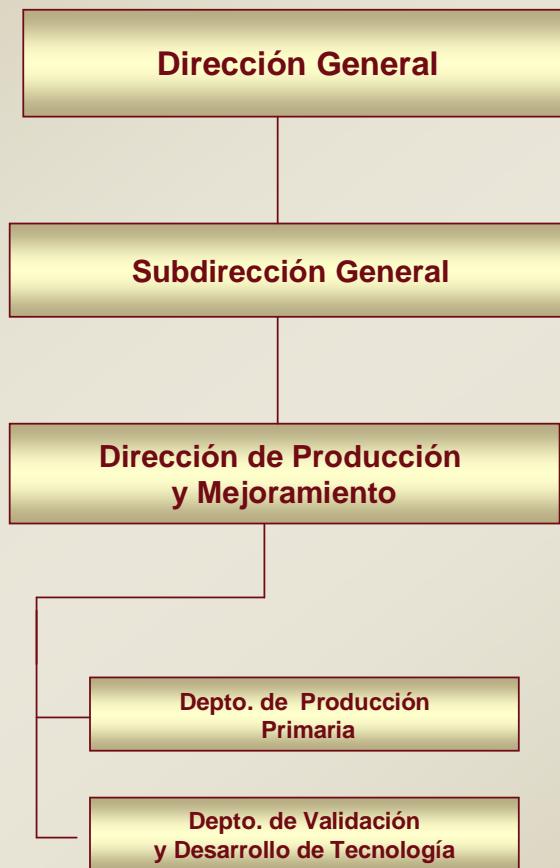 Dirección General
Subdirección General
Dirección de Producción
y Mejoramiento
Depto. de Producción
Primaria
Depto. de Validación
y Desarrollo de Tecnología